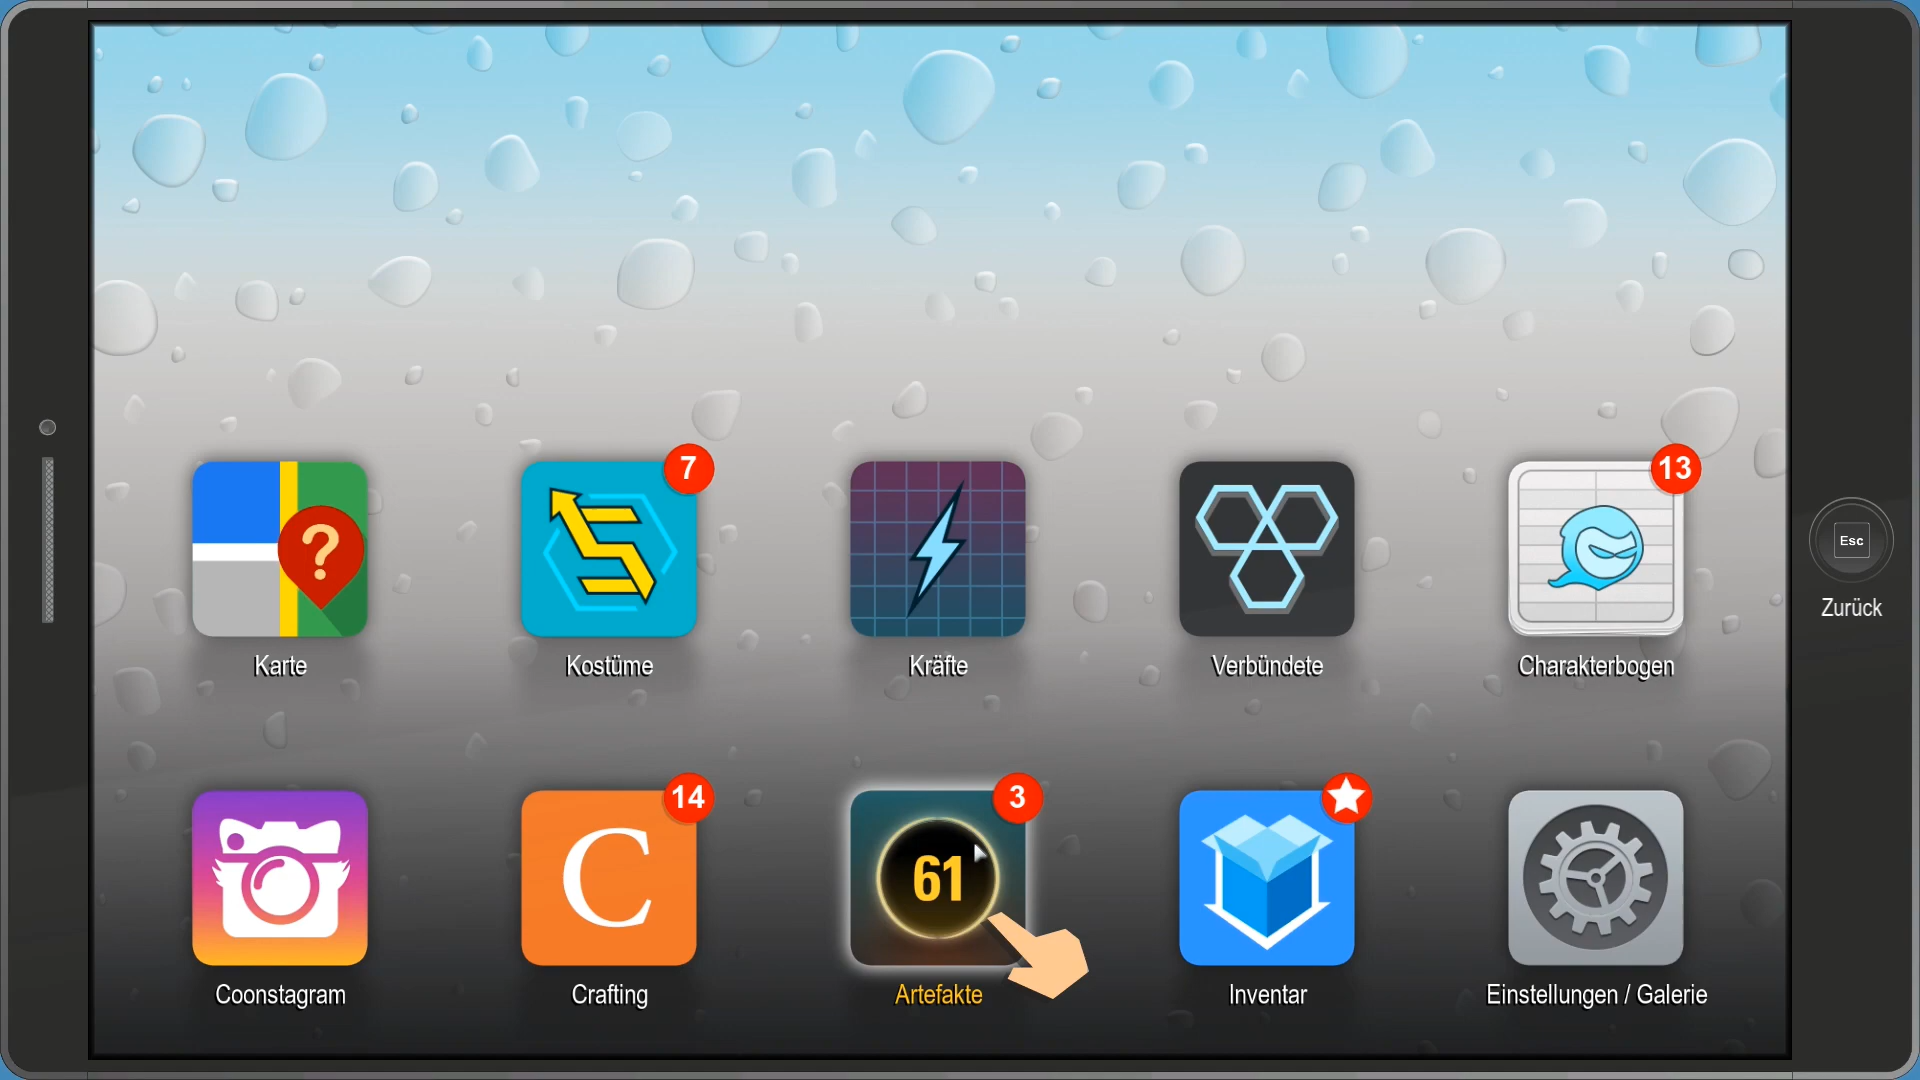 7
13
?
Esc
Zurück
Karte
Kostüme
Kräfte
Verbündete
Charakterbogen
14
3
C
61
Coonstagram
Crafting
Artefakte
Inventar
Einstellungen / Galerie